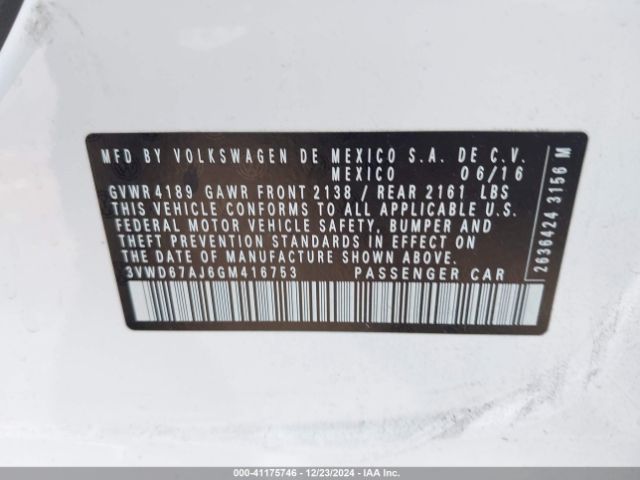 MFD BY VOLKSWAGEN DE MEXICO S.A. DE C.V.
MEXICO 06/16
GVWR 4189 GAWR FRONT 2138 / REAR 2161 LBS
THIS VEHICLE CONFORMS TO ALL APPLICABLE U.S.
FEDERAL MOTOR VEHICLE SAFETY, BUMPER AND
THEFT PREVENTION STANDARDS IN EFFECT ON
THE DATE OF MANUFACTURE SHOWN ABOVE.
3VWD67AJ6GM416753 PASSENGER CAR
2636424 3156 M
000-41175746 - 12/23/2024 - IAAI.COM